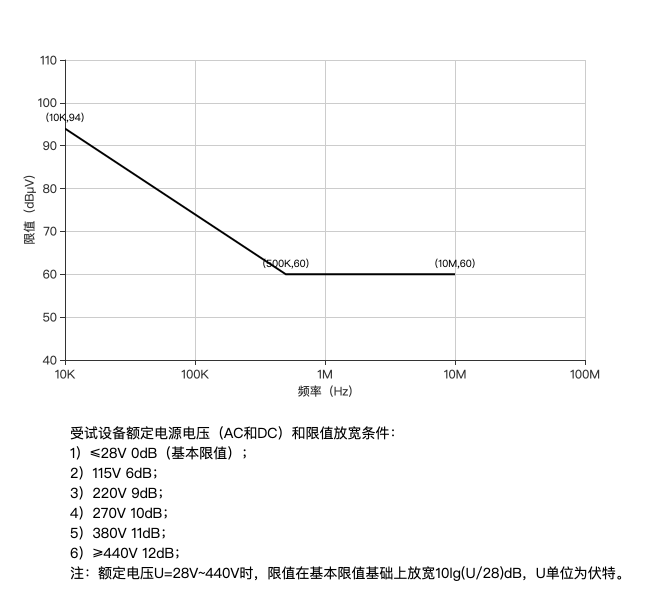 110
100
(10K,94)
90
80
70
(500K,60)
(10M,60)
60
50
40
10K
100K
1M
10M
100M
限值（dBμV）
频率（Hz）
受试设备额定电源电压（AC和DC）和限值放宽条件：
1）≤28V 0dB（基本限值）；
2）115V 6dB；
3）220V 9dB；
4）270V 10dB；
5）380V 11dB；
6）≥440V 12dB；
注：额定电压U=28V~440V时，限值在基本限值基础上放宽10lg(U/28)dB，U单位为伏特。